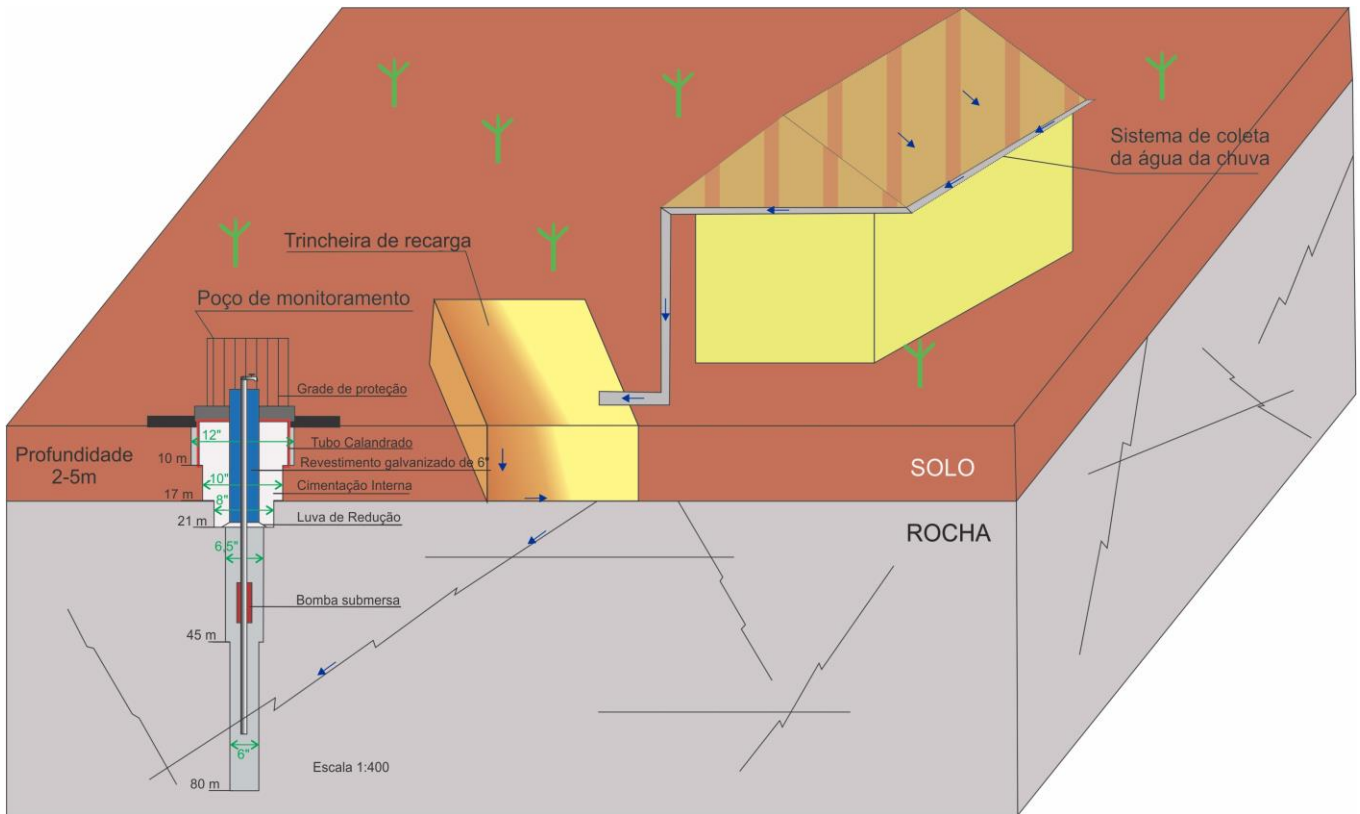 Sistema de coleta
da água da chuva
Trincheira de recarga
Poço de monitoramento
Grade de proteção
12"
Tubo Calandrado
Profundidade
2-5m
10 m
Revestimento galvanizado de 6"
SOLO
10"
Cimentação Interna
17 m
8"
21 m
Luva de Redução
ROCHA
6,5"
Bomba submersa
45 m
6"
Escala 1:400
80 m